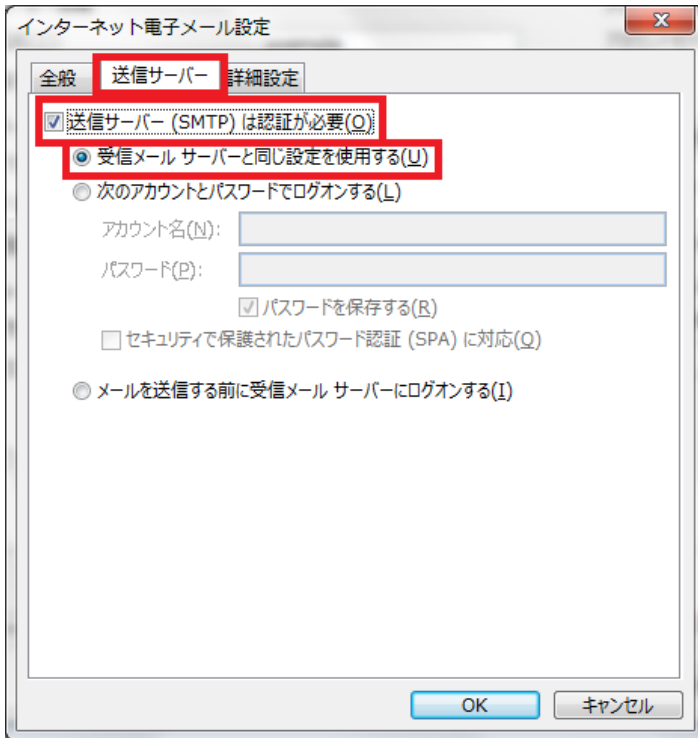 インターネット電子メール設定
全般 送信サーバー 詳細設定
送信サーバー (SMTP) は認証が必要(O)
受信メール サーバーと同じ設定を使用する(U)
次のアカウントとパスワードでログオンする(L)
アカウント名(N):
パスワード(P):
パスワードを保存する(R)
セキュリティで保護されたパスワード認証 (SPA) に対応(Q)
メールを送信する前に受信メール サーバーにログオンする(I)
OK キャンセル